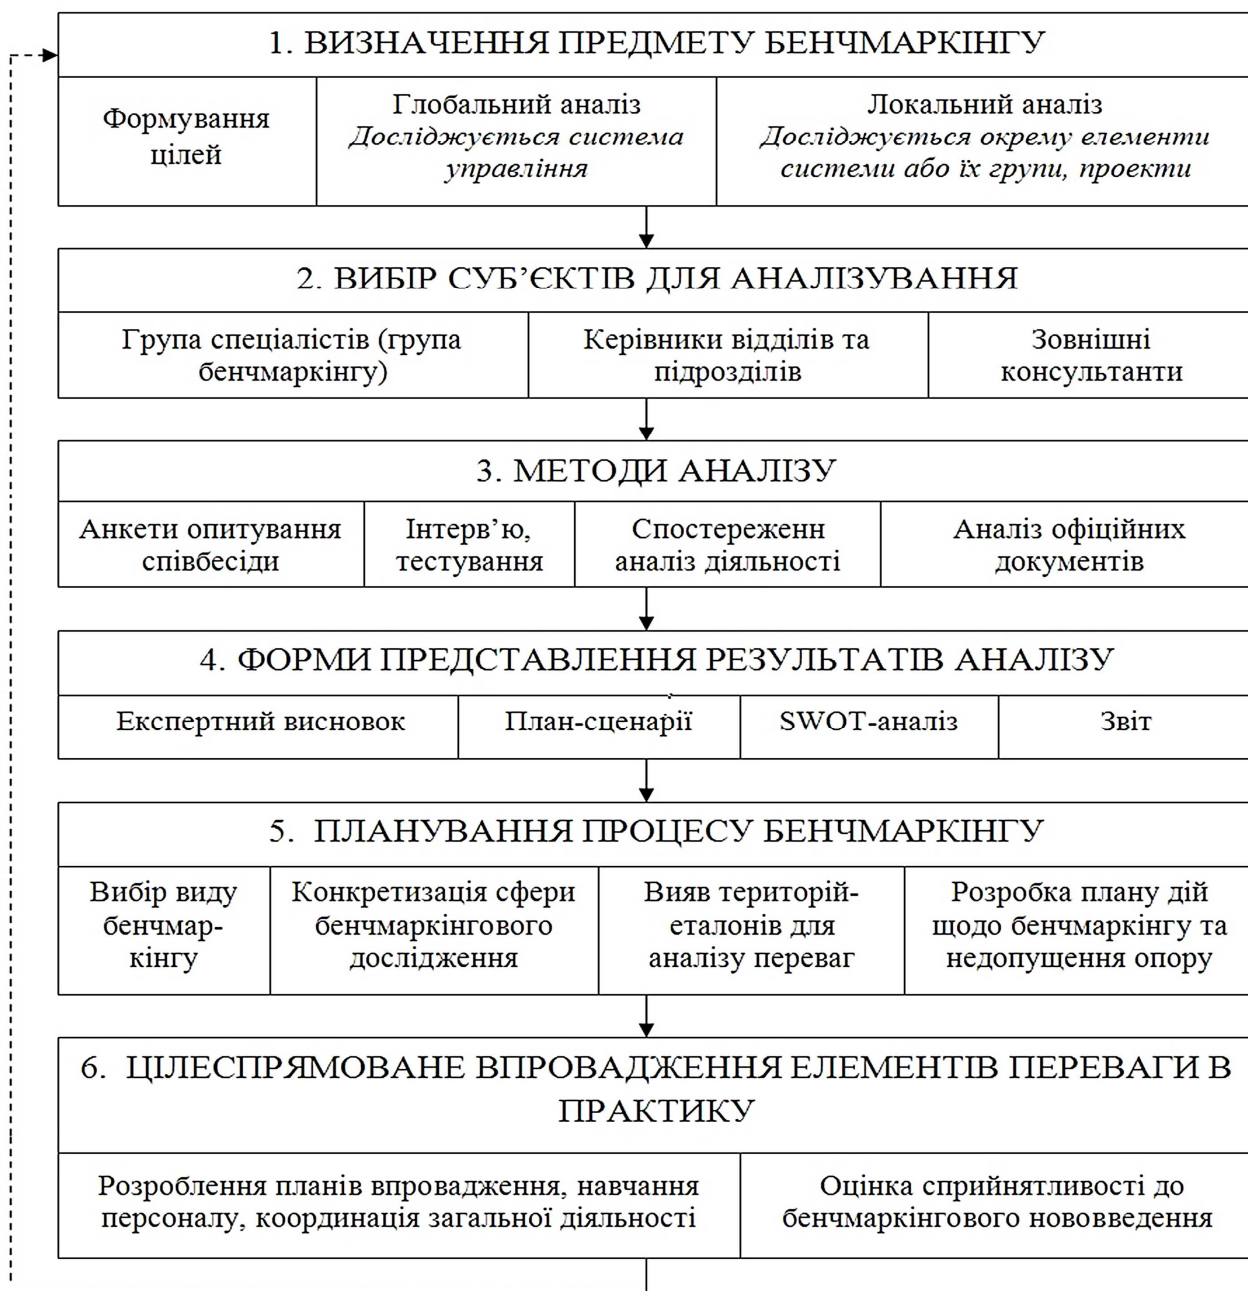 1. ВИЗНАЧЕННЯ ПРЕДМЕТУ БЕНЧМАРКІНГУ
Формування
цілей
Глобальний аналіз
Досліджується система
управління
Локальний аналіз
Досліджується окрему елементи
системи або їх групи, проекти
2. ВИБІР СУБ’ЄКТІВ ДЛЯ АНАЛІЗУВАННЯ
Група спеціалістів (група
бенчмаркінгу)
Керівники відділів та
підрозділів
Зовнішні
консультанти
3. МЕТОДИ АНАЛІЗУ
Анкети опитування
співбесіди
Інтерв’ю,
тестування
Спостереженн
аналіз діяльності
Аналіз офіційних
документів
4. ФОРМИ ПРЕДСТАВЛЕННЯ РЕЗУЛЬТАТІВ АНАЛІЗУ
Експертний висновок
План-сценарії
SWOT-аналіз
Звіт
5. ПЛАНУВАННЯ ПРОЦЕСУ БЕНЧМАРКІНГУ
Вибір виду
бенчмар-
кінгу
Конкретизація сфери
бенчмаркінгового
дослідження
Вияв територій-
еталонів для
аналізу переваг
Розробка плану дій
щодо бенчмаркінгу та
недопущення опору
6. ЦІЛЕСПРЯМОВАНЕ ВПРОВАДЖЕННЯ ЕЛЕМЕНТІВ ПЕРЕВАГИ В
ПРАКТИКУ
Розроблення планів впровадження, навчання
персоналу, координація загальної діяльності
Оцінка сприйнятливості до
бенчмаркінгового нововведення